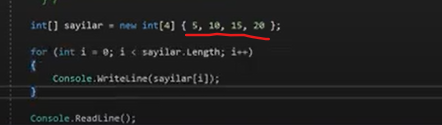 int[] sayilar = new int[4] { 5, 10, 15, 20 };
for (int i = 0; i < sayilar.Length; i++)
{
Console.WriteLine(sayilar[i]);
}
Console.ReadLine();